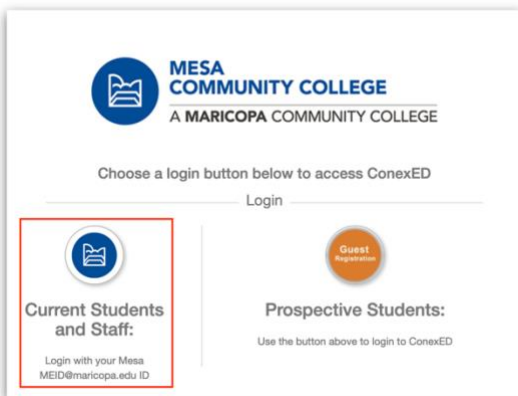 MESA
COMMUNITY COLLEGE
A MARICOPA COMMUNITY COLLEGE
Choose a login button below to access ConexED
Login
Current Students
and Staff:
Login with your Mesa
MEID@maricopa.edu ID
Guest
Registration
Prospective Students:
Use the button above to login to ConexED